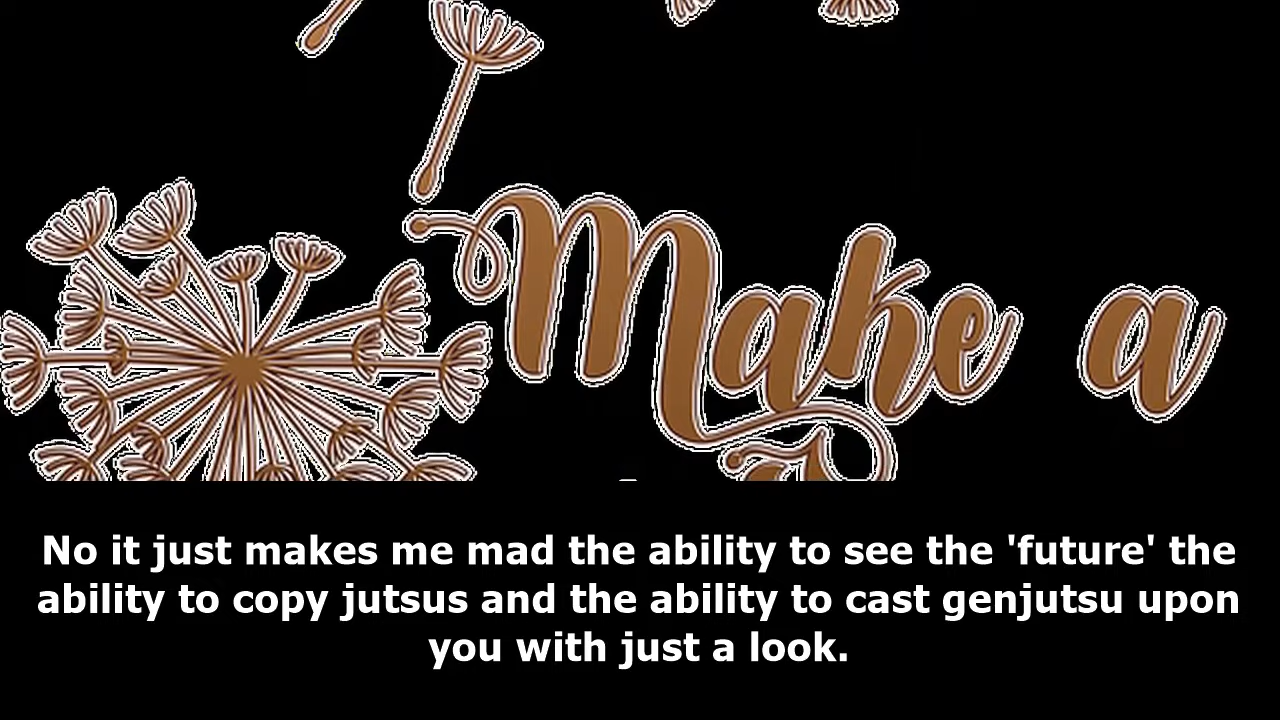 Make a
No it just makes me mad the ability to see the 'future' the
ability to copy jutsus and the ability to cast genjutsu upon
you with just a look.